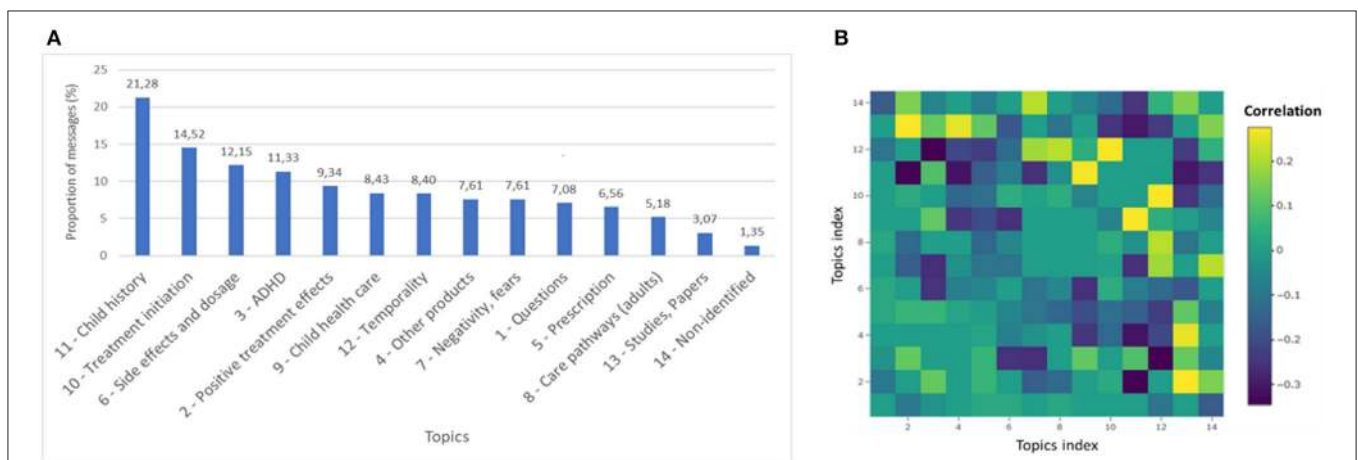 A
Proportion of messages (%)
25
20
15
10
5
0
21,28
14,52
12,15
11,33
9,34
8,43
8,40
7,61
7,61
7,08
6,56
5,18
3,07
1,35
11 - Child history
10 - Treatment initiation
6 - Side effects and dosage
3 - ADHD
2 - Positive treatment effects
9 - Child health care
12 - Temporality
4 - Other products
7 - Negativity, fears
1 - Questions
5 - Prescription
8 - Care pathways (adults)
13 - Studies, Papers
14 - Non-identified
Topics
B
Topics index
14
12
10
8
6
4
2
2 4 6 8 10 12 14
Topics index
Correlation
0.2
0.1
0
−0.1
−0.2
−0.3